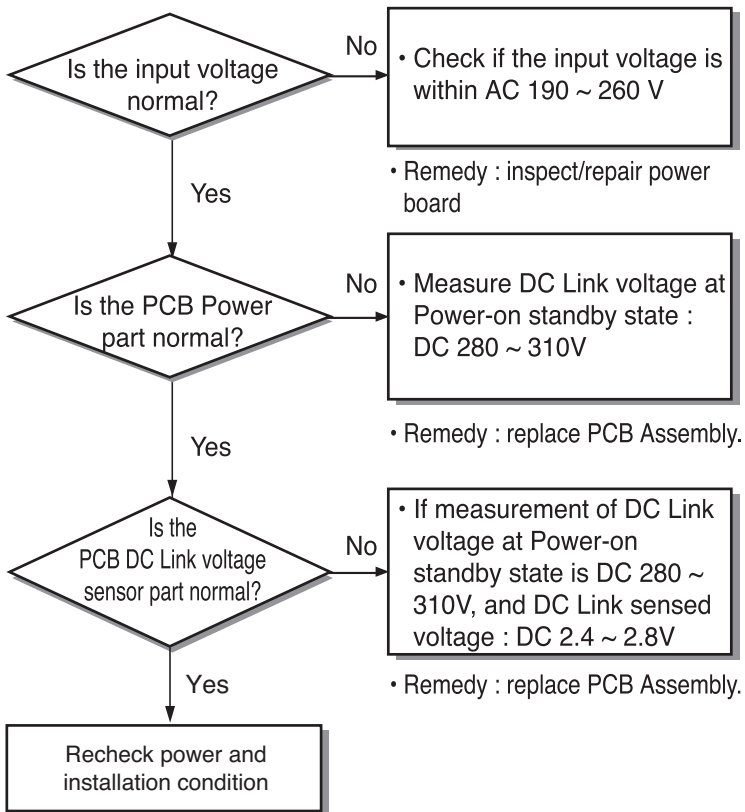 Is the input voltage
normal?
No
• Check if the input voltage is
within AC 190 ~ 260 V
• Remedy : inspect/repair power
board
Yes
Is the PCB Power
part normal?
No
• Measure DC Link voltage at
Power-on standby state :
DC 280 ~ 310V
• Remedy : replace PCB Assembly.
Yes
Is the
PCB DC Link voltage
sensor part normal?
No
• If measurement of DC Link
voltage at Power-on
standby state is DC 280 ~
310V, and DC Link sensed
voltage : DC 2.4 ~ 2.8V
• Remedy : replace PCB Assembly.
Yes
Recheck power and
installation condition